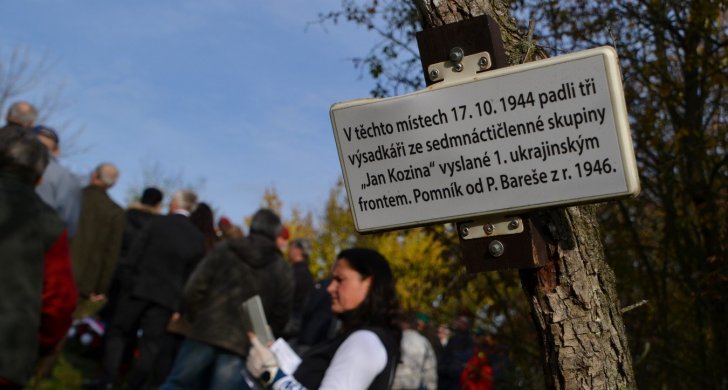 V těchto místech 17. 10. 1944 padli tři
výsadkáři ze sedmnáctičlenné skupiny
„Jan Kozina“ vyslané 1. ukrajinským
frontem. Pomník od P. Bareše z r. 1946.